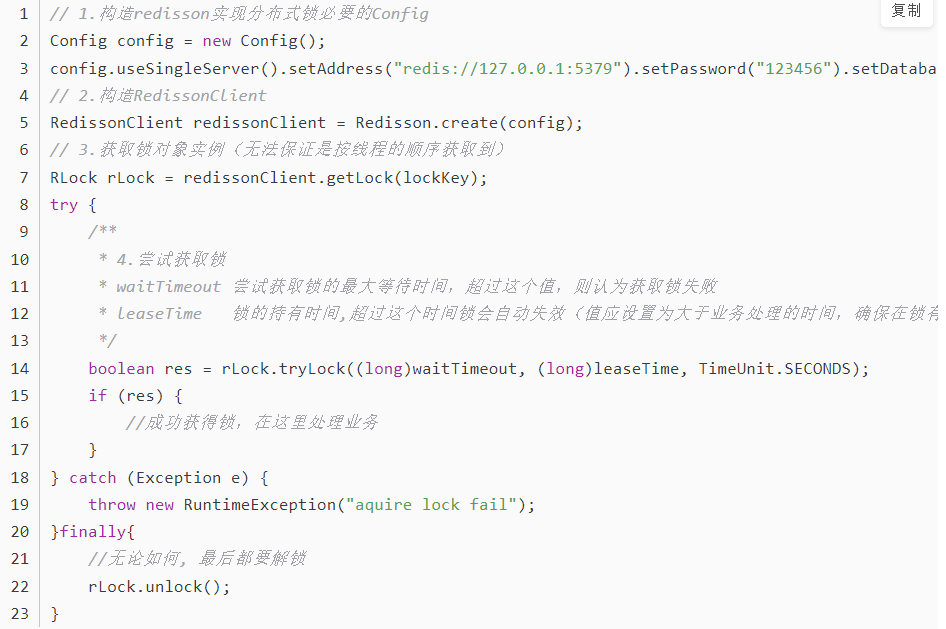 复制
1 // 1.构造redisson实现分布式锁必要的Config
2 Config config = new Config();
3 config.useSingleServer().setAddress("redis://127.0.0.1:5379").setPassword("123456").setDataba
4 // 2.构造RedissonClient
5 RedissonClient redissonClient = Redisson.create(config);
6 // 3.获取锁对象实例（无法保证是按线程的顺序获取到）
7 RLock rLock = redissonClient.getLock(lockKey);
8 try {
9     /**
10      * 4.尝试获取锁
11      * waitTimeout 尝试获取锁的最大等待时间，超过这个值，则认为获取锁失败
12      * leaseTime   锁的持有时间,超过这个时间锁会自动失效（值应设置为大于业务处理的时间，确保在锁有
13      */
14     boolean res = rLock.tryLock((long)waitTimeout, (long)leaseTime, TimeUnit.SECONDS);
15     if (res) {
16         //成功获得锁，在这里处理业务
17     }
18 } catch (Exception e) {
19     throw new RuntimeException("aquire lock fail");
20 }finally{
21     //无论如何, 最后都要解锁
22     rLock.unlock();
23 }